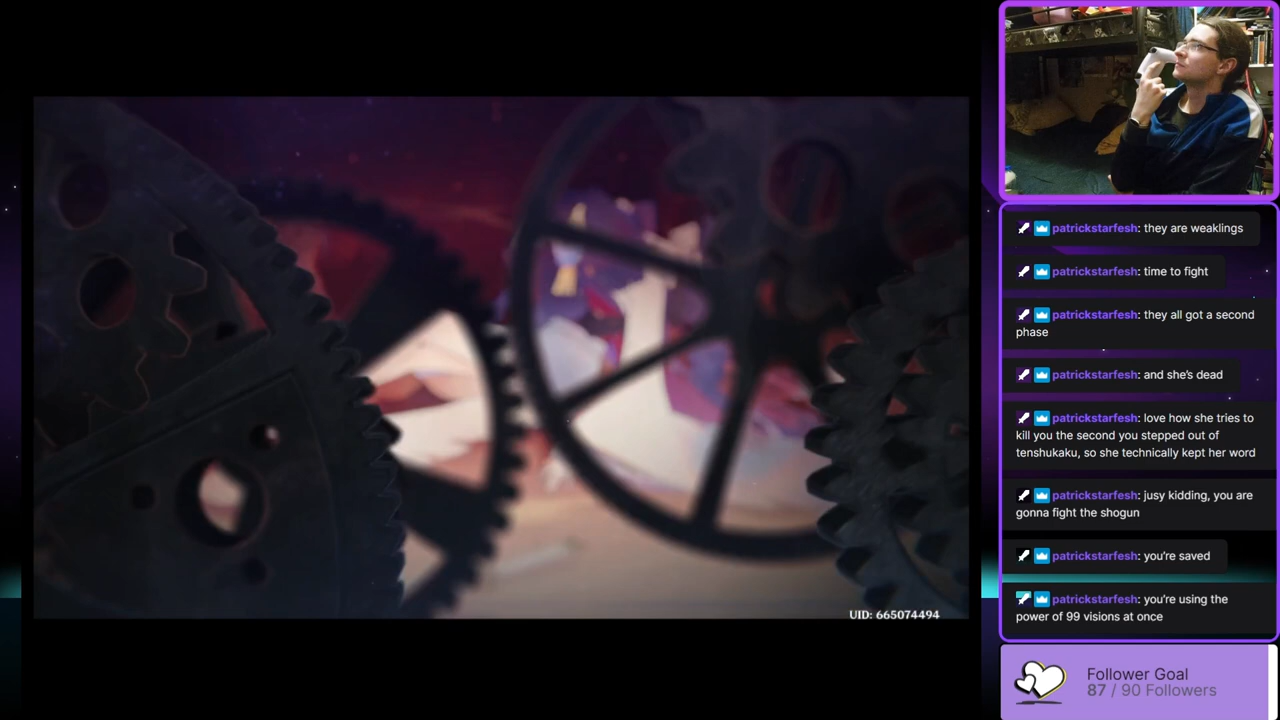 patrickstarfesh: they are weaklings
patrickstarfesh: time to fight
patrickstarfesh: they all got a second
phase
patrickstarfesh: and she's dead
patrickstarfesh: love how she tries to
kill you the second you stepped out of
tenshukaku, so she technically kept her word
patrickstarfesh: jusy kidding, you are
gonna fight the shogun
patrickstarfesh: you're saved
patrickstarfesh: you're using the
power of 99 visions at once
UID: 665074494
Follower Goal
87 / 90 Followers